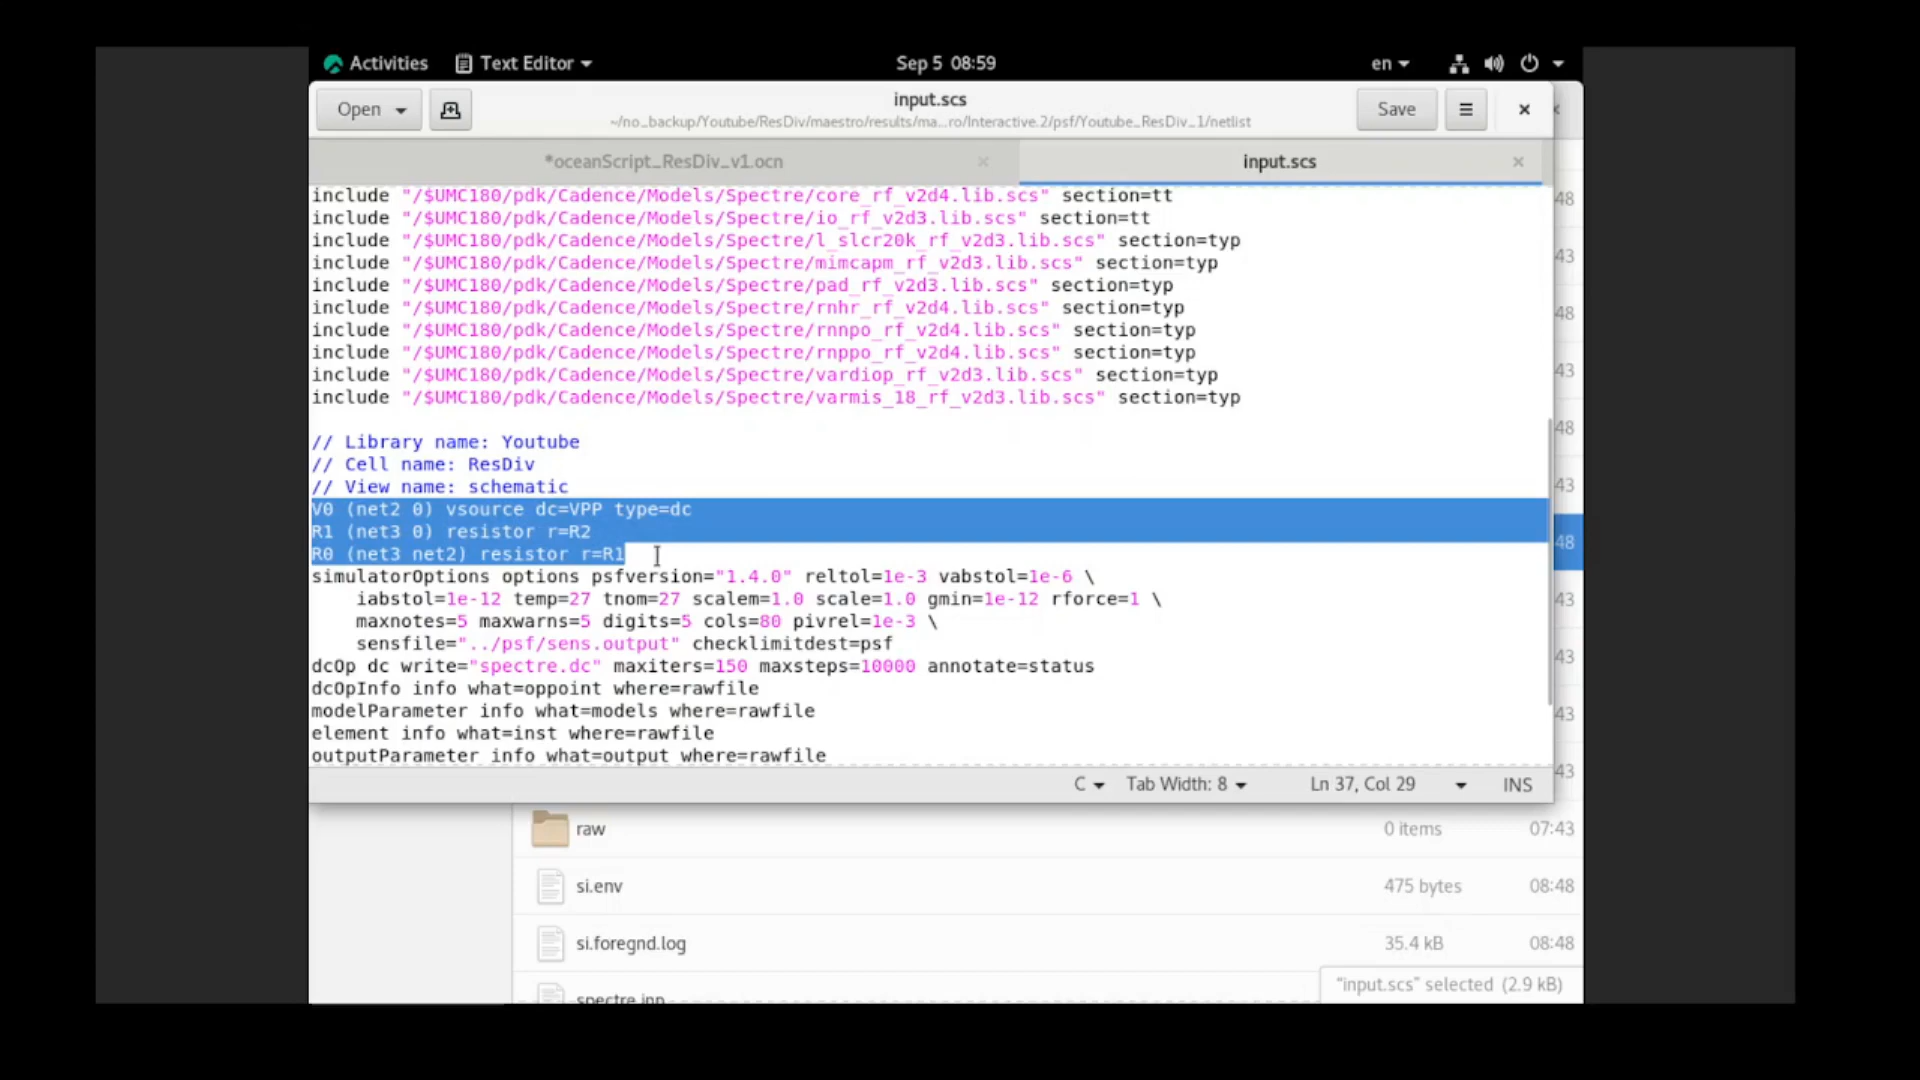 Activities Text Editor Sep 5 08:59 en
Open input.scs Save
~/no_backup/Youtube/ResDiv/maestro/results/ma...ro/Interactive.2/psf/Youtube_ResDiv_1/netlist
*oceanScript_ResDiv_v1.ocn input.scs
include "/$UMC180/pdk/Cadence/Models/Spectre/core_rf_v2d4.lib.scs" section=tt
include "/$UMC180/pdk/Cadence/Models/Spectre/io_rf_v2d3.lib.scs" section=tt
include "/$UMC180/pdk/Cadence/Models/Spectre/l_slcr20k_rf_v2d3.lib.scs" section=typ
include "/$UMC180/pdk/Cadence/Models/Spectre/mimcapm_rf_v2d3.lib.scs" section=typ
include "/$UMC180/pdk/Cadence/Models/Spectre/pad_rf_v2d3.lib.scs" section=typ
include "/$UMC180/pdk/Cadence/Models/Spectre/rnhr_rf_v2d4.lib.scs" section=typ
include "/$UMC180/pdk/Cadence/Models/Spectre/rnnpo_rf_v2d4.lib.scs" section=typ
include "/$UMC180/pdk/Cadence/Models/Spectre/rnppo_rf_v2d4.lib.scs" section=typ
include "/$UMC180/pdk/Cadence/Models/Spectre/vardiop_rf_v2d3.lib.scs" section=typ
include "/$UMC180/pdk/Cadence/Models/Spectre/varmis_18_rf_v2d3.lib.scs" section=typ
// Library name: Youtube
// Cell name: ResDiv
// View name: schematic
V0 (net2 0) vsource dc=VPP type=dc
R1 (net3 0) resistor r=R2
R0 (net3 net2) resistor r=R1
simulatorOptions options psfversion="1.4.0" reltol=1e-3 vabstol=1e-6 \
iabstol=1e-12 temp=27 tnom=27 scalem=1.0 scale=1.0 gmin=1e-12 rforce=1 \
maxnotes=5 maxwarns=5 digits=5 cols=80 pivrel=1e-3 \
sensfile="../psf/sens.output" checklimitdest=psf
dcOp dc write="spectre.dc" maxiters=150 maxsteps=10000 annotate=status
dcOpInfo info what=oppoint where=rawfile
modelParameter info what=models where=rawfile
element info what=inst where=rawfile
outputParameter info what=output where=rawfile
C Tab Width: 8 Ln 37, Col 29 INS
48
43
48
43
48
43
48
43
43
43
43
raw 0 items 07:43
si.env 475 bytes 08:48
si.foregnd.log 35.4 kB 08:48
spectre.inp
"input.scs" selected (2.9 kB)